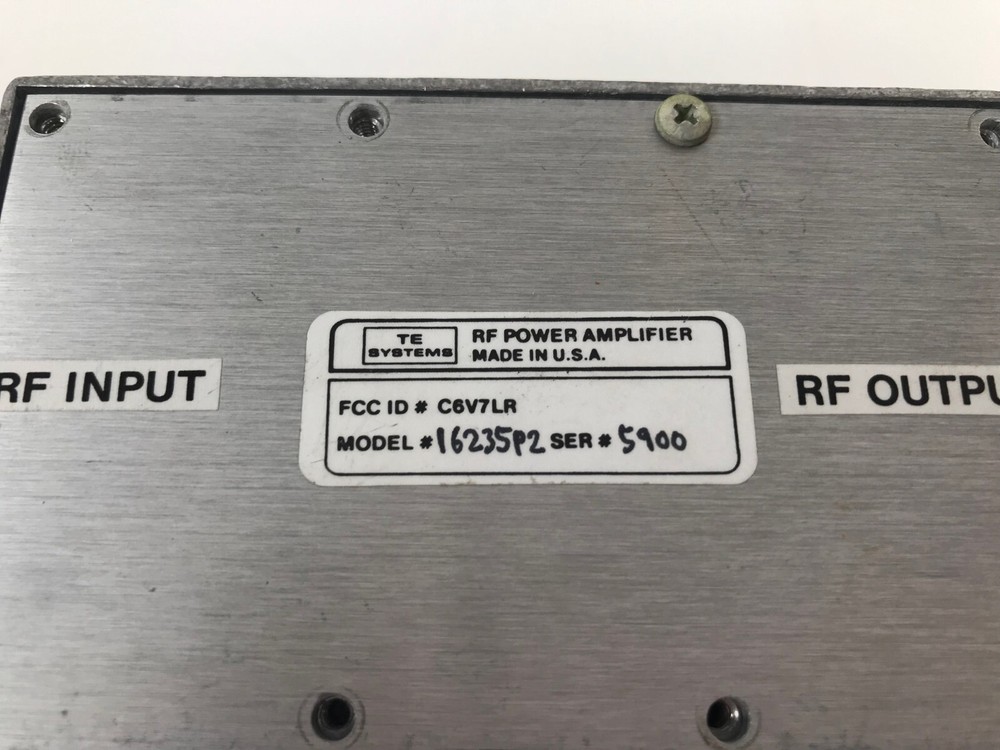 TE
SYSTEMS
RF POWER AMPLIFIER
MADE IN U.S.A.
RF INPUT
FCC ID # C6V7LR
MODEL #16235P2 SER # 5900
RF OUTPU